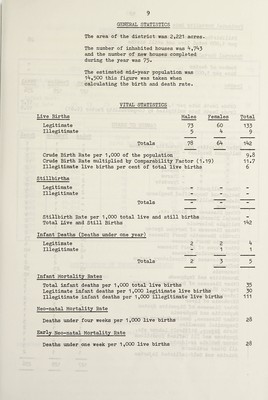 9
GENERAL STATISTICS
The area of the district was 2,221 acres.
The number of inhabited houses was 4,743
and the number of new houses completed
during the year was 75.
The estimated mid-year population was
14,500 this figure was taken when
calculating the birth and death rate.
VITAL STATISTICS
Live Births Males Females Total
Legitimate 73 60 133
Illegitimate 5 4 9
Totals 78 64 142
Crude Birth Rate per 1,000 of the population 9.8
Crude Birth Rate multiplied by Comparability Factor (1.19) 11.7
Illegitimate live births per cent of total live births 6
Stillbirths
Legitimate - - -
Illegitimate - - -
Totals - - -
Stillbirth Rate per 1,000 total live and still births -
Total Live and Still Births 142
Infant Deaths (Deaths under one year)
Legitimate 2 2 4
Illegitimate - 1 1
Totals 2 3 5
Infant Mortality Rates
Total infant deaths per 1,000 total live births 35
Legitimate infant deaths per 1,000 legitimate live births 30
Illegitimate infant deaths per 1,000 illegitimate live births 111
Neo-natal Mortality Rate
Deaths under four weeks per 1,000 live births 28
Early Neo-natal Mortality Rate
Deaths under one week per 1,000 live births 28